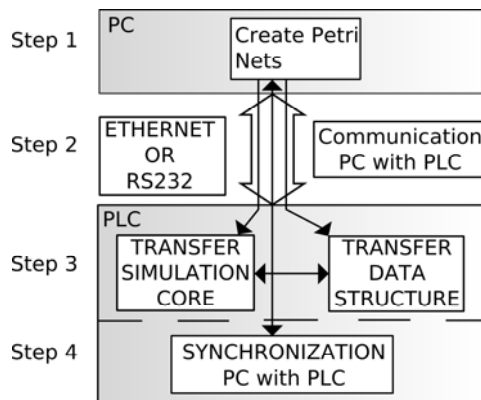 Step 1
PC
Create Petri
Nets
Step 2
ETHERNET
OR
RS232
Communication
PC with PLC
PLC
Step 3
TRANSFER
SIMULATION
CORE
TRANSFER
DATA
STRUCTURE
Step 4
SYNCHRONIZATION
PC with PLC